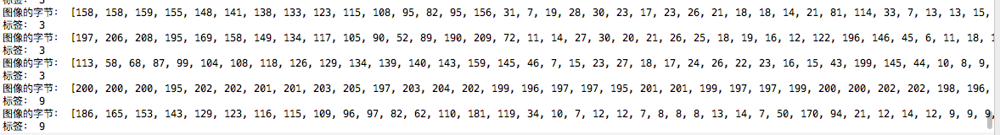 标签： 3
图像的字节： [158, 158, 159, 155, 148, 141, 138, 133, 123, 115, 108, 95, 82, 95, 156, 31, 7, 19, 28, 30, 23, 17, 23, 26, 21, 18, 18, 14, 21, 81, 114, 33, 7, 13, 13, 15,
标签： 3
图像的字节： [197, 206, 208, 195, 169, 158, 149, 134, 117, 105, 90, 52, 89, 190, 209, 72, 11, 14, 27, 30, 20, 21, 26, 25, 18, 19, 16, 12, 122, 196, 146, 45, 6, 11, 18,
标签： 3
图像的字节： [113, 58, 68, 87, 99, 104, 108, 118, 126, 129, 134, 139, 140, 143, 159, 145, 46, 7, 15, 23, 27, 18, 17, 24, 26, 22, 23, 16, 15, 43, 199, 145, 44, 10, 8, 9,
标签： 3
图像的字节： [200, 200, 200, 195, 202, 202, 201, 201, 203, 205, 197, 203, 204, 202, 199, 196, 197, 197, 195, 201, 201, 199, 197, 197, 199, 200, 200, 202, 202, 198, 196,
标签： 9
图像的字节： [186, 165, 153, 143, 129, 123, 116, 115, 109, 96, 97, 82, 62, 110, 181, 119, 34, 10, 7, 12, 12, 7, 8, 8, 8, 13, 14, 7, 50, 170, 94, 21, 12, 14, 12, 9, 9, 9,
标签： 9